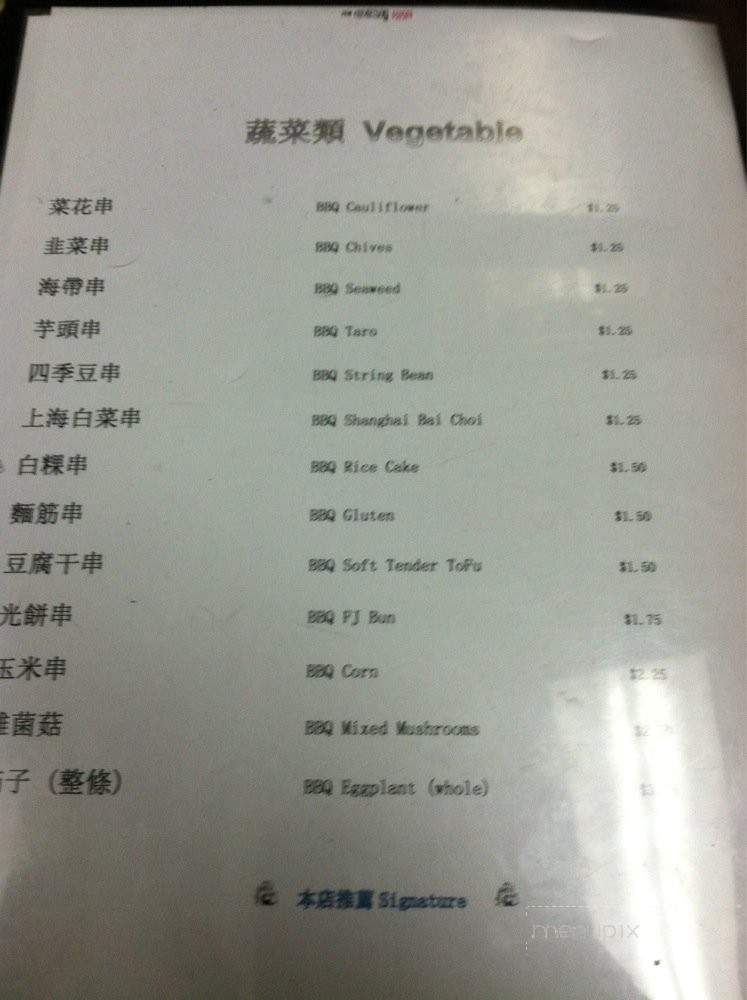 蔬菜類 Vegetable
菜花串 BBQ Cauliflower $1.25
韭菜串 BBQ Chives $1.25
海帶串 BBQ Seaweed $1.25
芋頭串 BBQ Taro $1.25
四季豆串 BBQ String Bean $1.25
上海白菜串 BBQ Shanghai Bai Choi $1.25
白粿串 BBQ Rice Cake $1.50
麵筋串 BBQ Gluten $1.50
豆腐干串 BBQ Soft Tender ToFu $1.50
光餅串 BBQ FJ Bun $1.75
玉米串 BBQ Corn $2.25
菌菇 BBQ Mixed Mushrooms
子 (整條) BBQ Eggplant (whole)
本店推薦 Signature
menupix